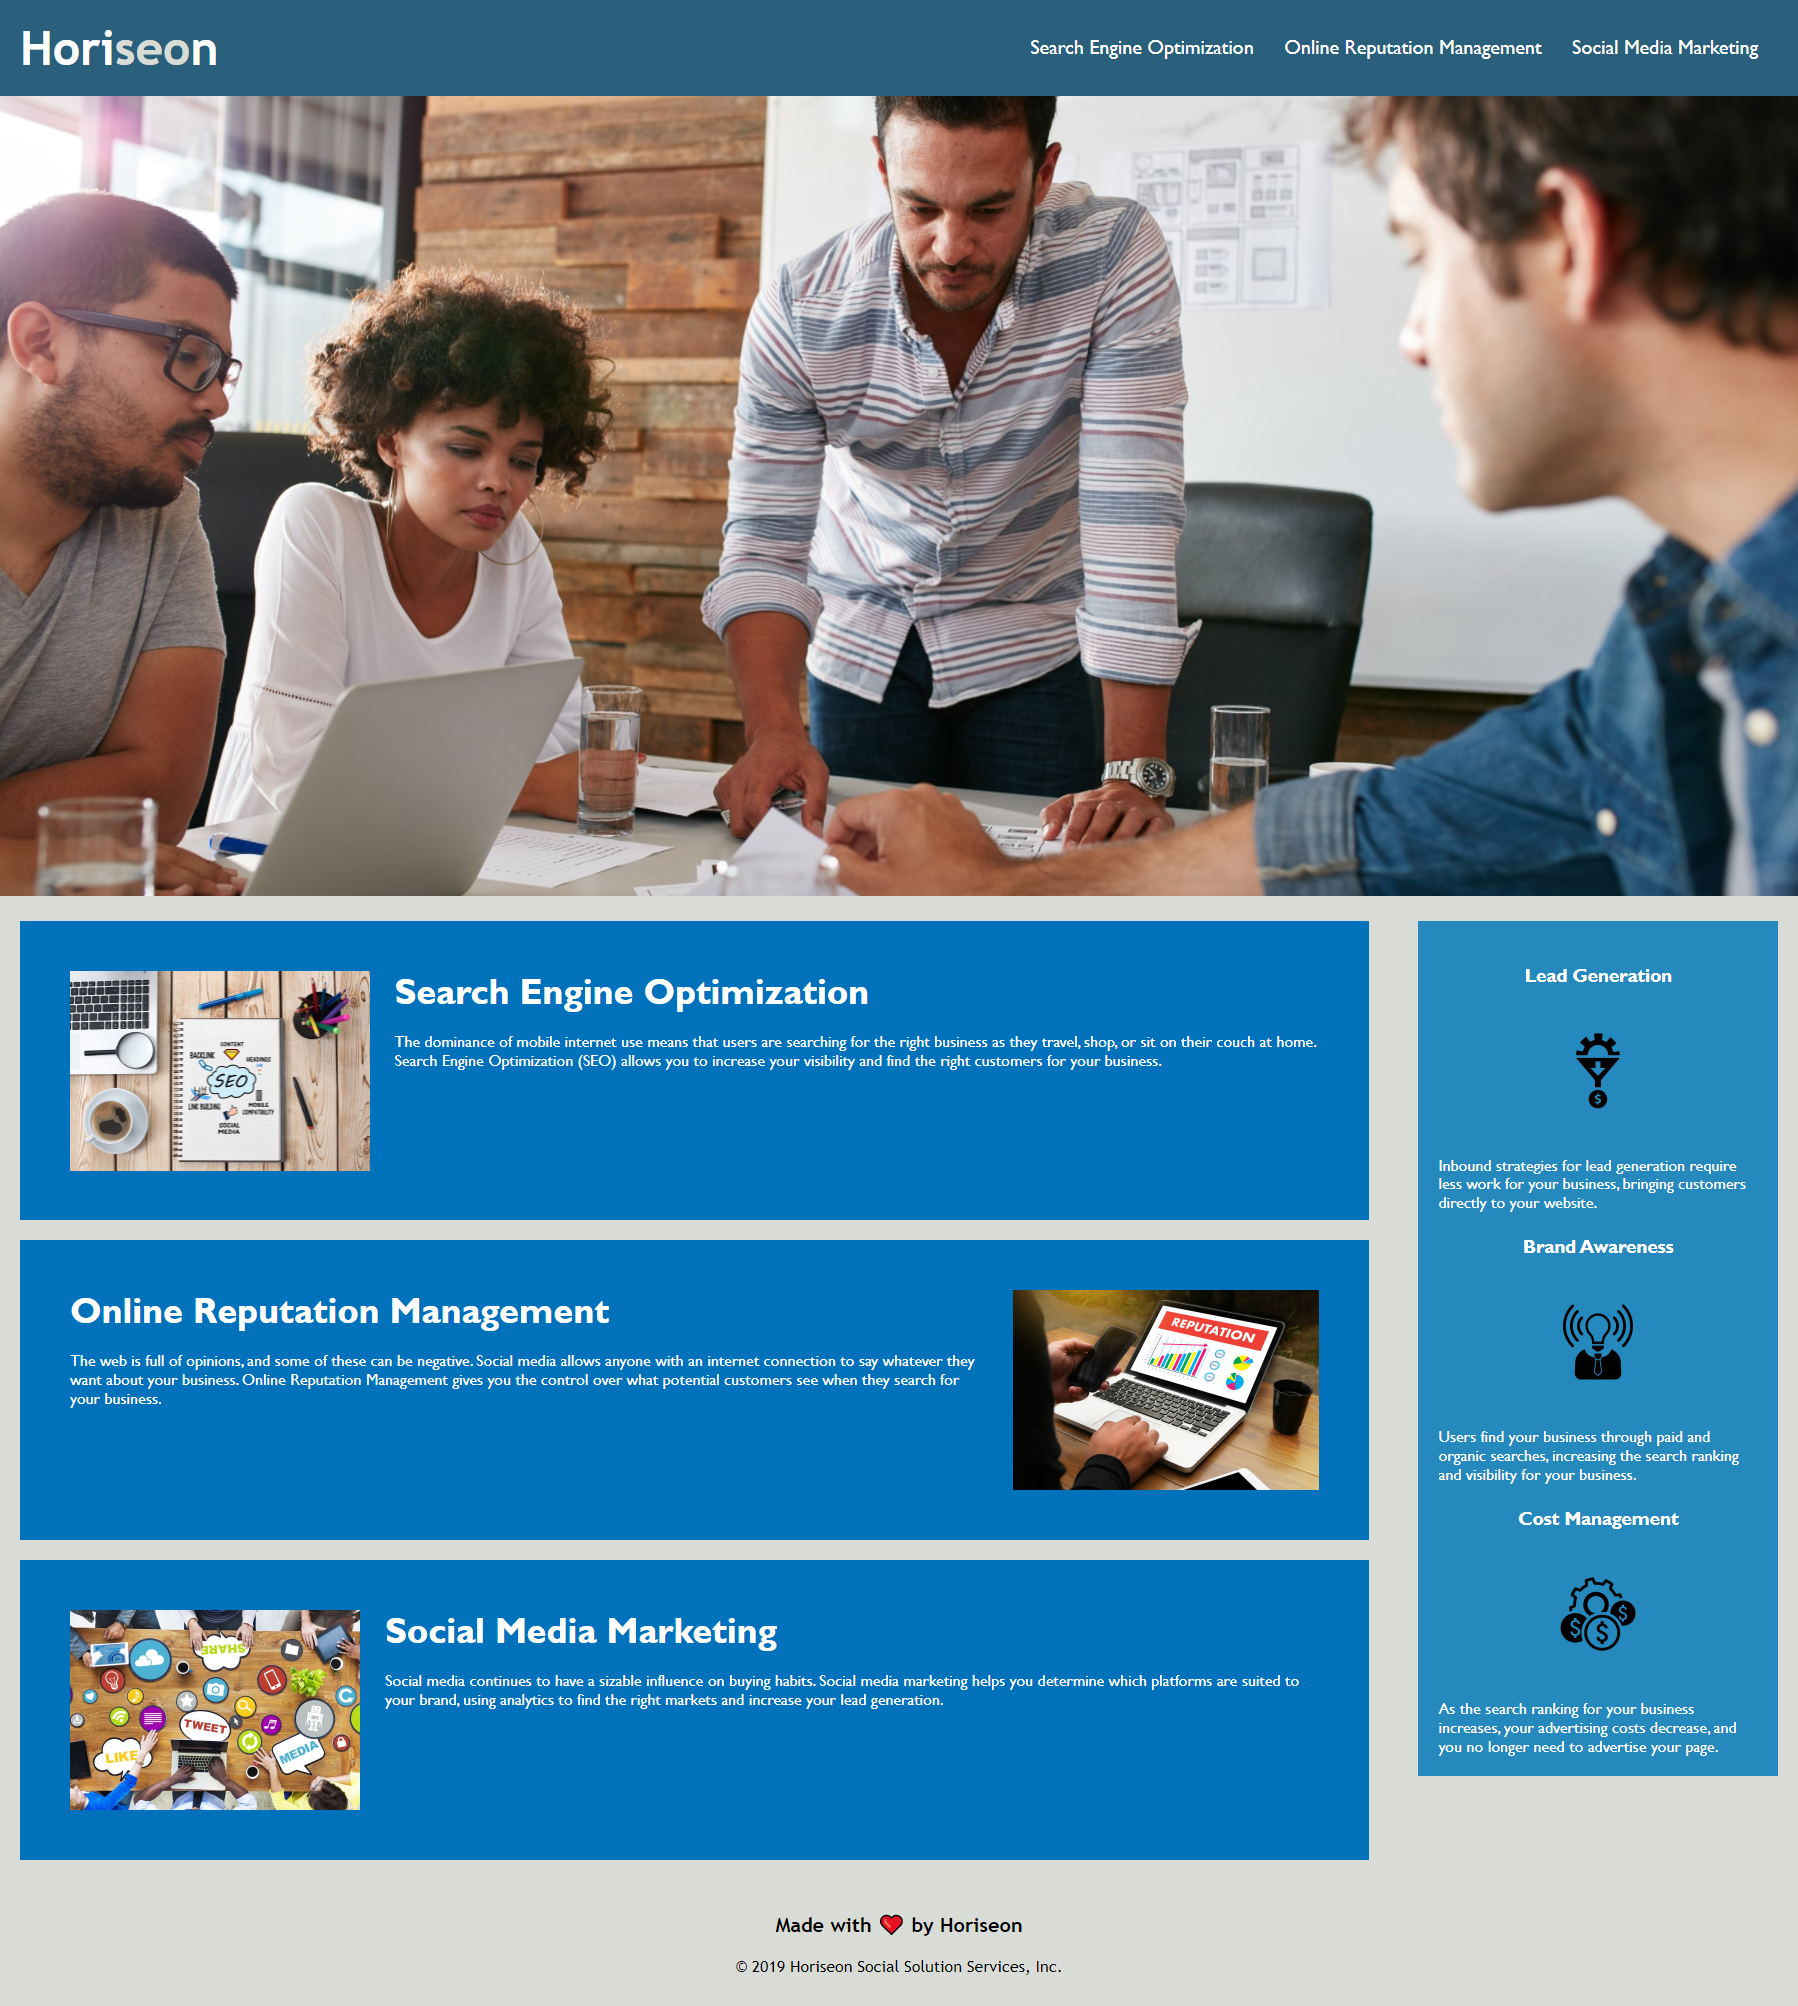 Horiseon
Search Engine Optimization
Online Reputation Management
Social Media Marketing
CONTENT
BACKLINK
HEADINGS
SEO
LINK BUILDING
MOBILE
COMPATIBILITY
SOCIAL
MEDIA
Search Engine Optimization
The dominance of mobile internet use means that users are searching for the right business as they travel, shop, or sit on their couch at home.
Search Engine Optimization (SEO) allows you to increase your visibility and find the right customers for your business.
Online Reputation Management
The web is full of opinions, and some of these can be negative. Social media allows anyone with an internet connection to say whatever they
want about your business. Online Reputation Management gives you the control over what potential customers see when they search for
your business.
REPUTATION
SHARE
TWEET
LIKE
MEDIA
Social Media Marketing
Social media continues to have a sizable influence on buying habits. Social media marketing helps you determine which platforms are suited to
your brand, using analytics to find the right markets and increase your lead generation.
Lead Generation
$
Inbound strategies for lead generation require
less work for your business, bringing customers
directly to your website.
Brand Awareness
Users find your business through paid and
organic searches, increasing the search ranking
and visibility for your business.
Cost Management
$
$
$
As the search ranking for your business
increases, your advertising costs decrease, and
you no longer need to advertise your page.
Made with ❤️ by Horiseon
© 2019 Horiseon Social Solution Services, Inc.